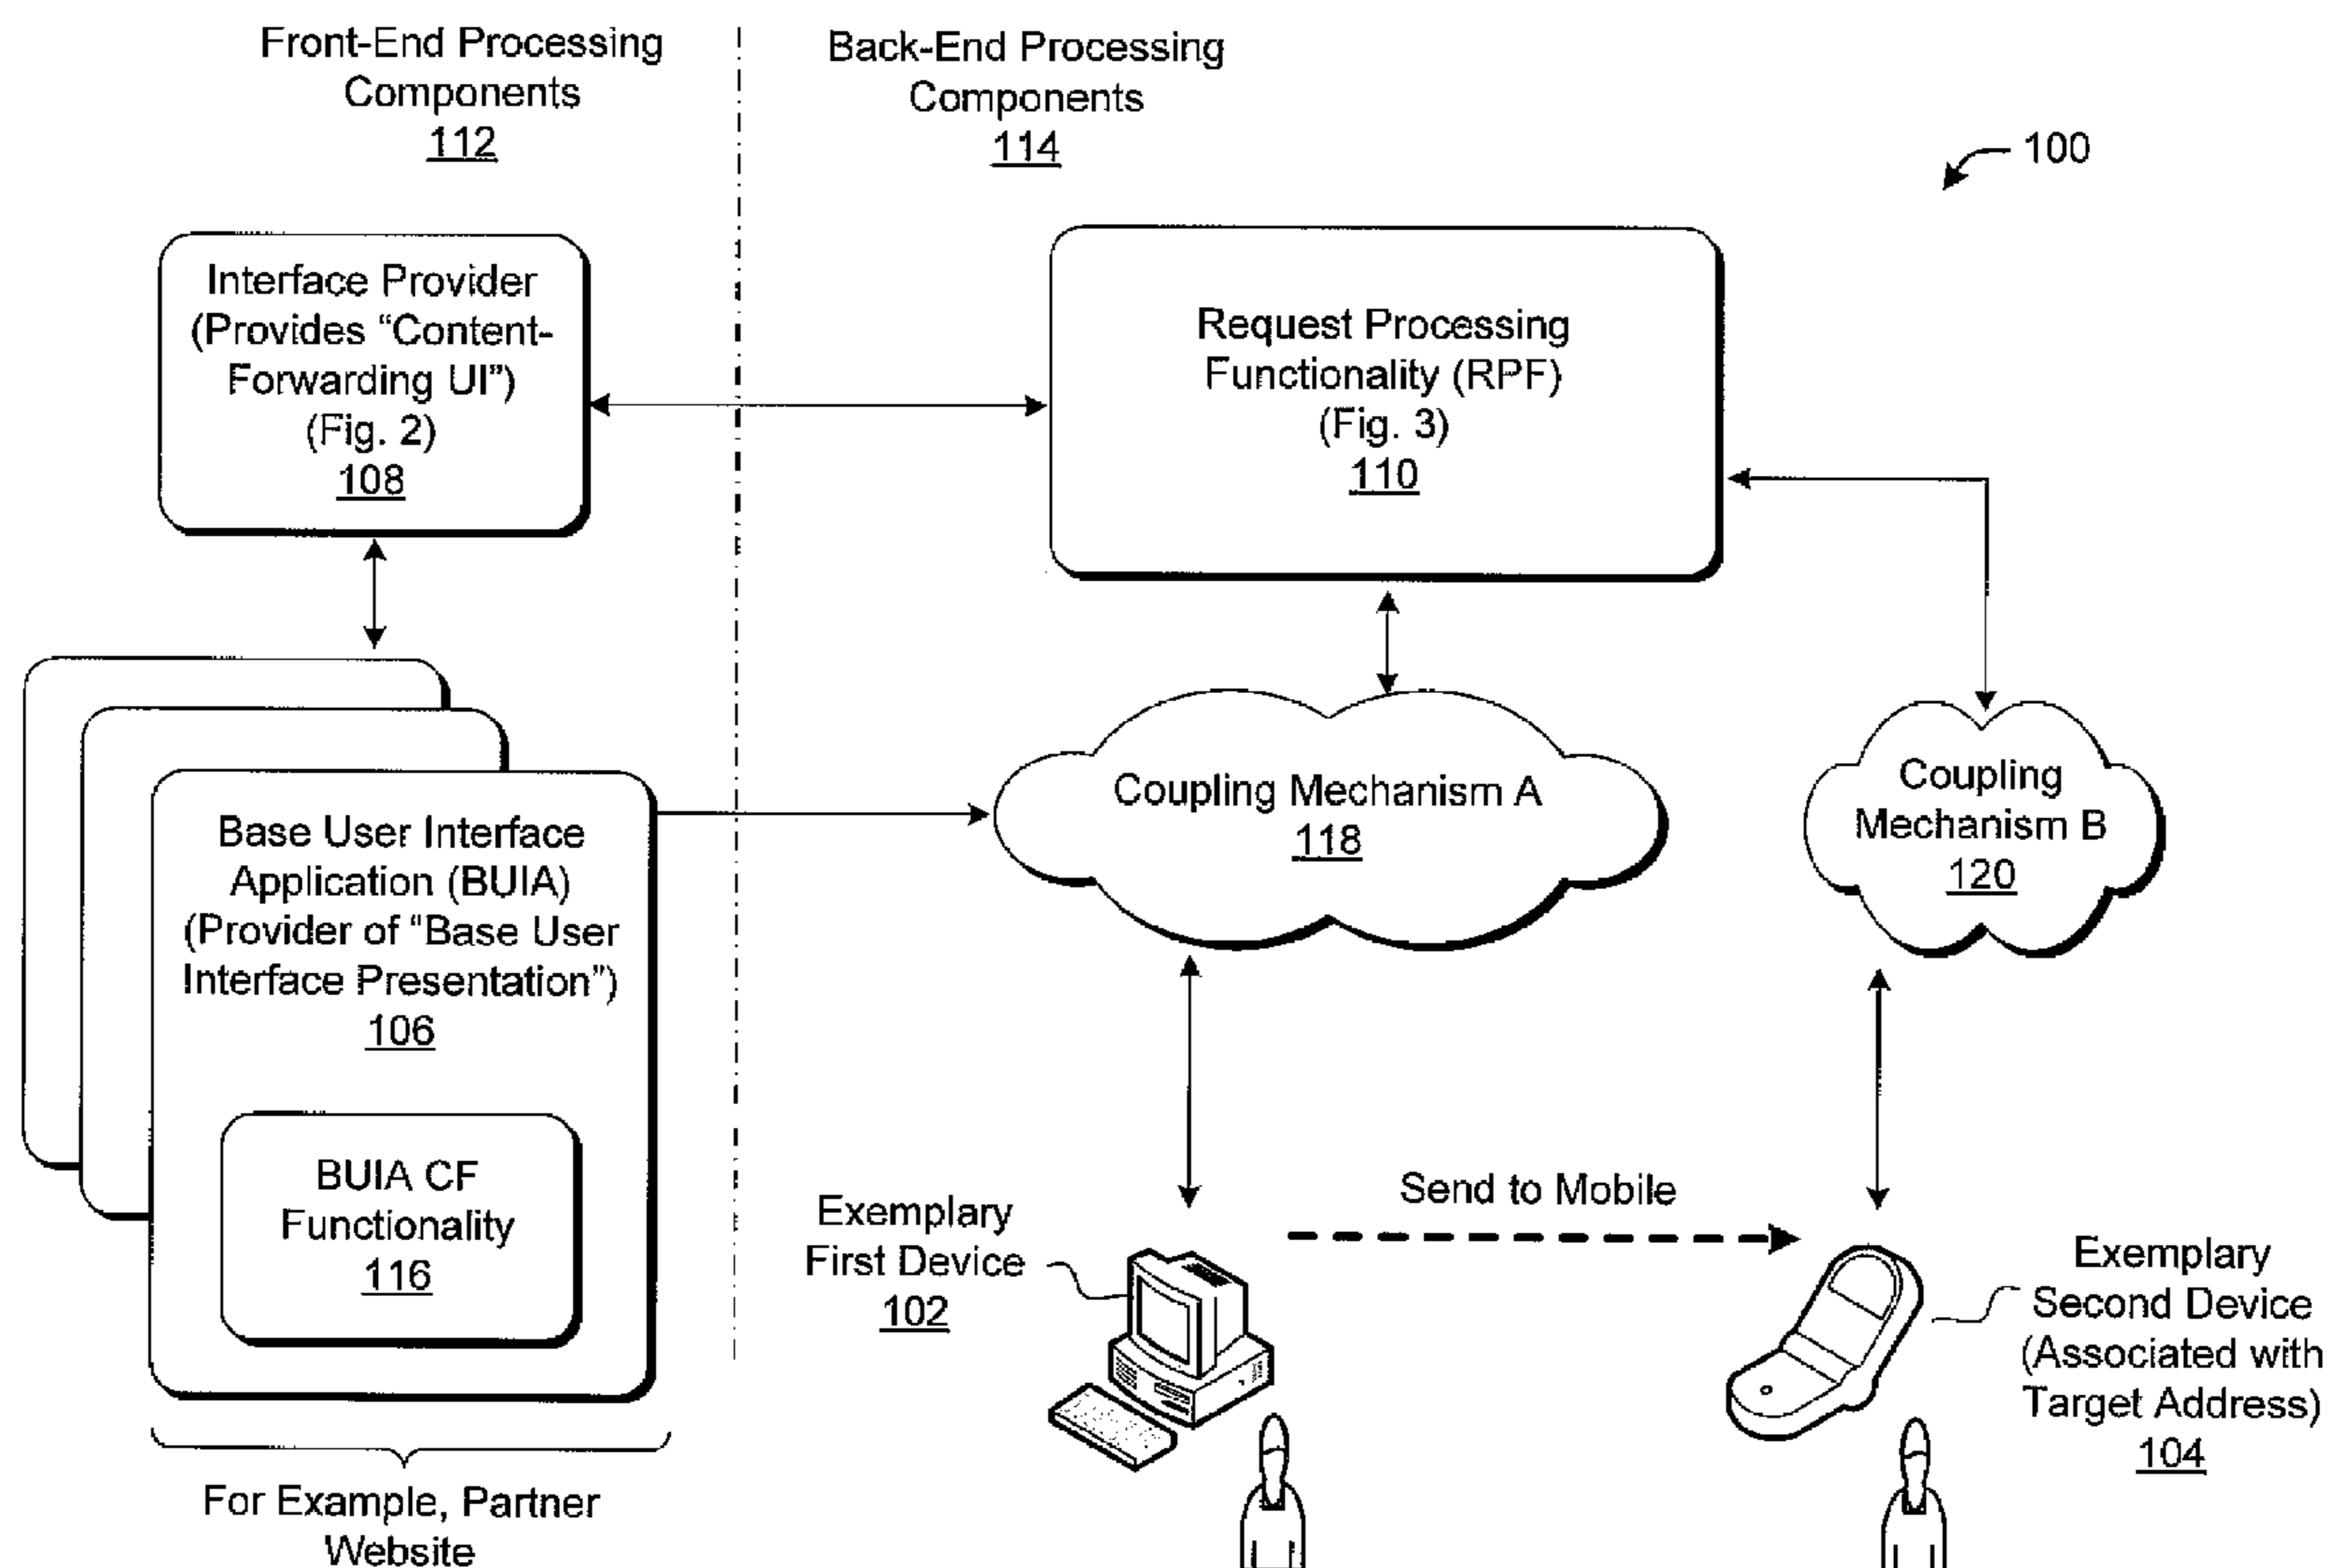 Front-End Processing
Components
112
Back-End Processing
Components
114
100
Interface Provider
(Provides “Content-
Forwarding UI”)
(Fig. 2)
108
Request Processing
Functionality (RPF)
(Fig. 3)
110
Base User Interface
Application (BUIA)
(Provider of “Base User
Interface Presentation”)
106
BUIA CF
Functionality
116
For Example, Partner
Website
Coupling Mechanism A
118
Coupling
Mechanism B
120
Exemplary
First Device
102
Send to Mobile
Exemplary
Second Device
(Associated with
Target Address)
104